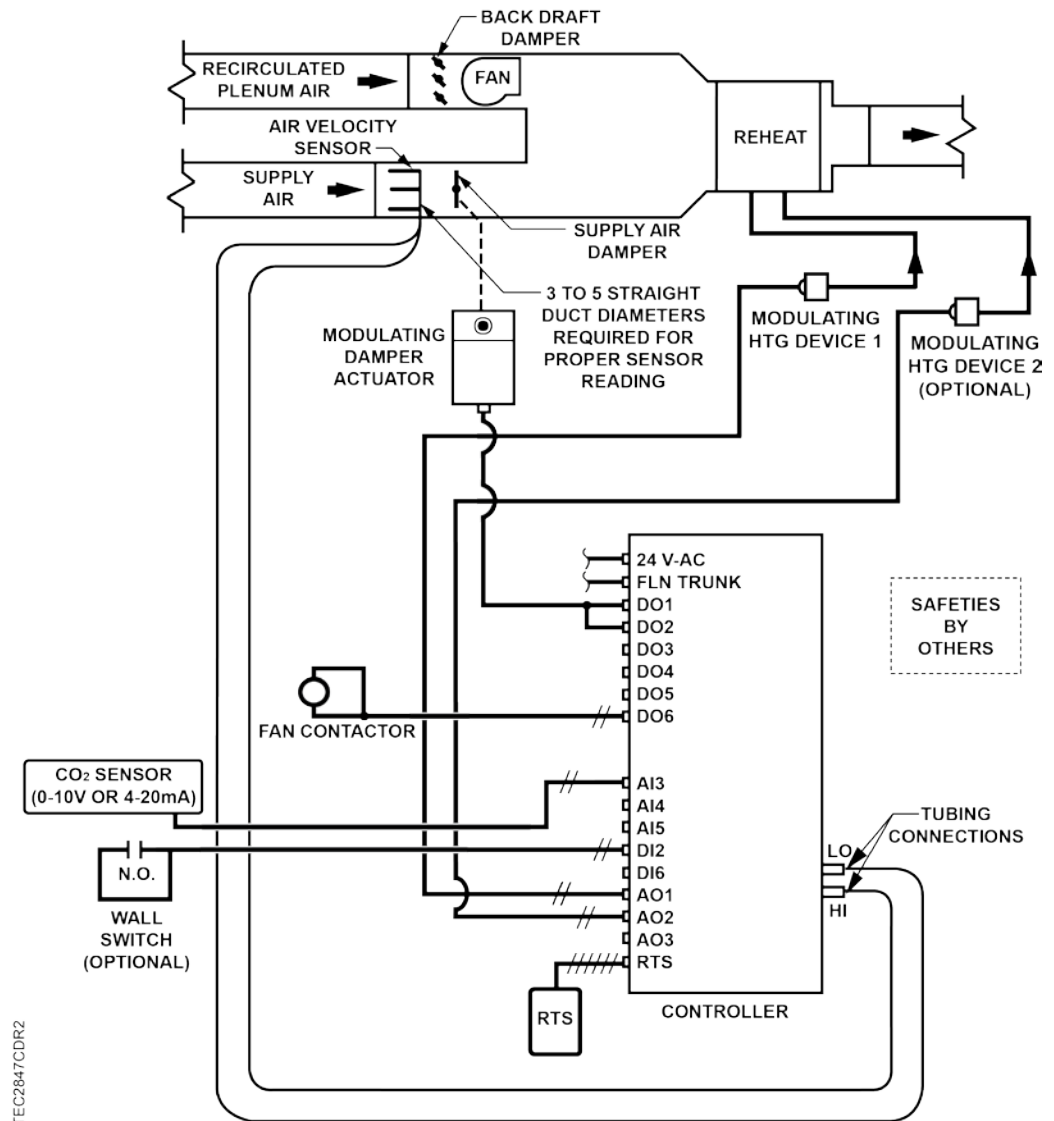 BACK DRAFT
DAMPER
RECIRCULATED
PLENUM AIR
FAN
AIR VELOCITY
SENSOR
SUPPLY
AIR
REHEAT
SUPPLY AIR
DAMPER
3 TO 5 STRAIGHT
DUCT DIAMETERS
REQUIRED FOR
PROPER SENSOR
READING
MODULATING
DAMPER
ACTUATOR
MODULATING
HTG DEVICE 1
MODULATING
HTG DEVICE 2
(OPTIONAL)
24 V-AC
FLN TRUNK
DO1
DO2
DO3
DO4
DO5
DO6
SAFETIES
BY
OTHERS
FAN CONTACTOR
CO₂ SENSOR
(0-10V OR 4-20mA)
AI3
AI4
AI5
DI2
DI6
AO1
AO2
AO3
RTS
TUBING
CONNECTIONS
LO
HI
N.O.
WALL
SWITCH
(OPTIONAL)
RTS
CONTROLLER
TEC2847CDR2